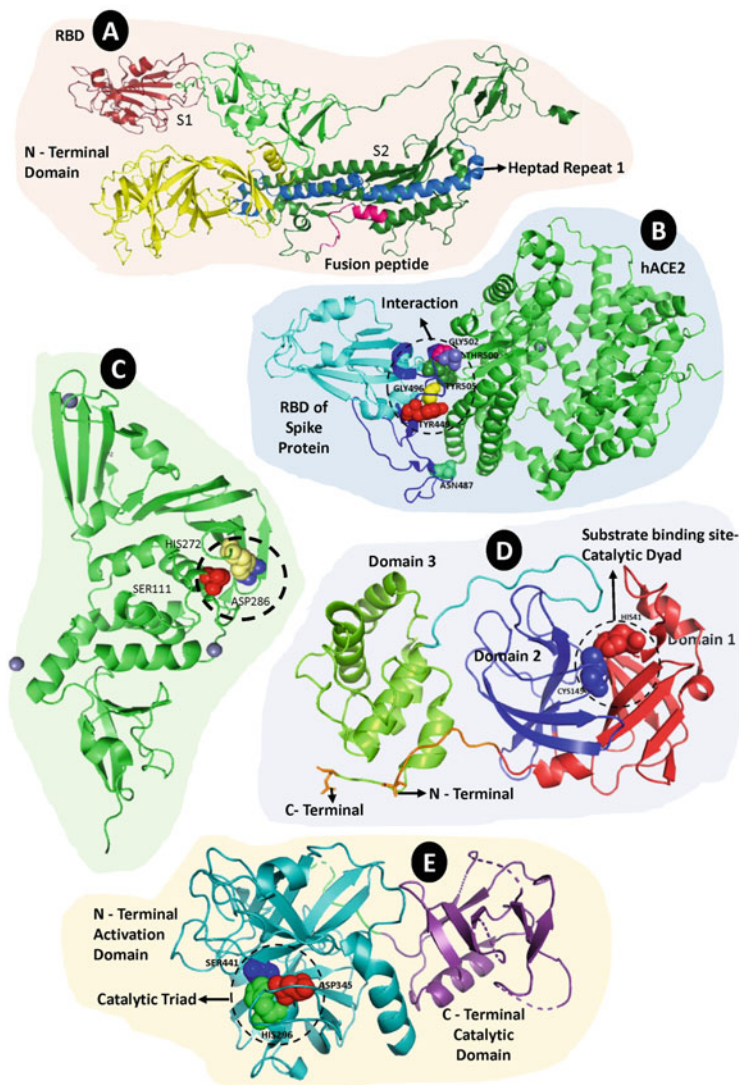 A
RBD
S1
N - Terminal
Domain
S2
Heptad Repeat 1
Fusion peptide
B
hACE2
Interaction
GLY502
THR500
GLY496
TYR505
TYR449
RBD of
Spike
Protein
ASN487
C
HIS272
SER111
ASP286
D
Substrate binding site-
Catalytic Dyad
Domain 3
HIS41
Domain 1
Domain 2
CYS145
N - Terminal
C- Terminal
E
N - Terminal
Activation
Domain
SER441
ASP345
Catalytic Triad
HIS296
C - Terminal
Catalytic
Domain